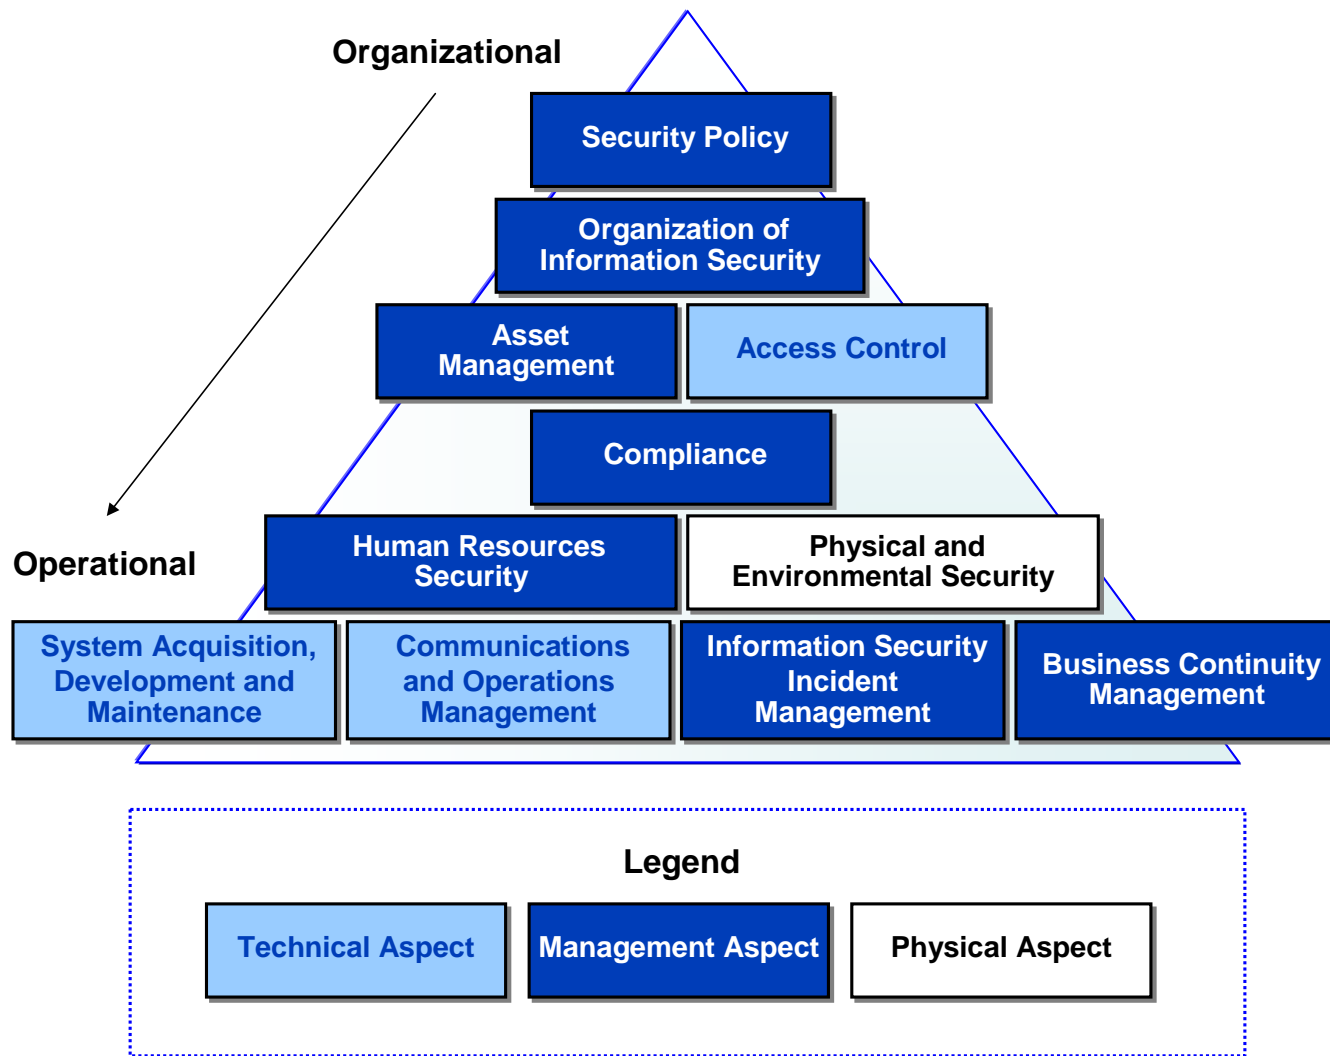 Organizational
Security Policy
Organization of
Information Security
Asset
Management
Access Control
Compliance
Operational
Human Resources
Security
Physical and
Environmental Security
System Acquisition,
Development and
Maintenance
Communications
and Operations
Management
Information Security
Incident
Management
Business Continuity
Management
Legend
Technical Aspect
Management Aspect
Physical Aspect